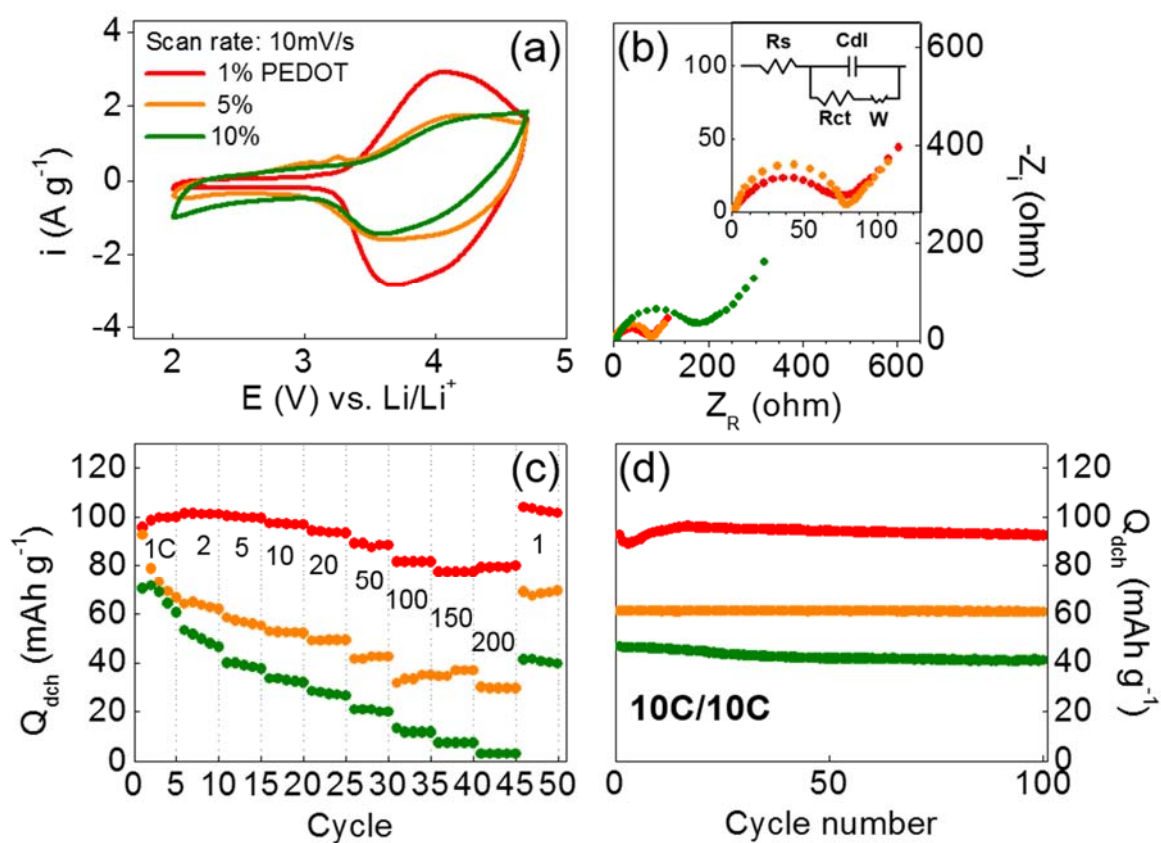 (a)
Scan rate: 10mV/s
1% PEDOT
5%
10%
4
2
0
-2
-4
i (A g⁻¹)
2 3 4 5
E (V) vs. Li/Li⁺
(b)
Rs Cdl
Rct W
100
50
0
0 50 100
600
400
200
0
-Zᵢ (ohm)
0 200 400 600
Z_R (ohm)
(c)
120
100
80
60
40
20
0
Q_dch (mAh g⁻¹)
1C 2 5 10 20 50 100 150 200 1
0 5 10 15 20 25 30 35 40 45 50
Cycle
(d)
10C/10C
120
100
80
60
40
20
0
Q_dch (mAh g⁻¹)
0 50 100
Cycle number